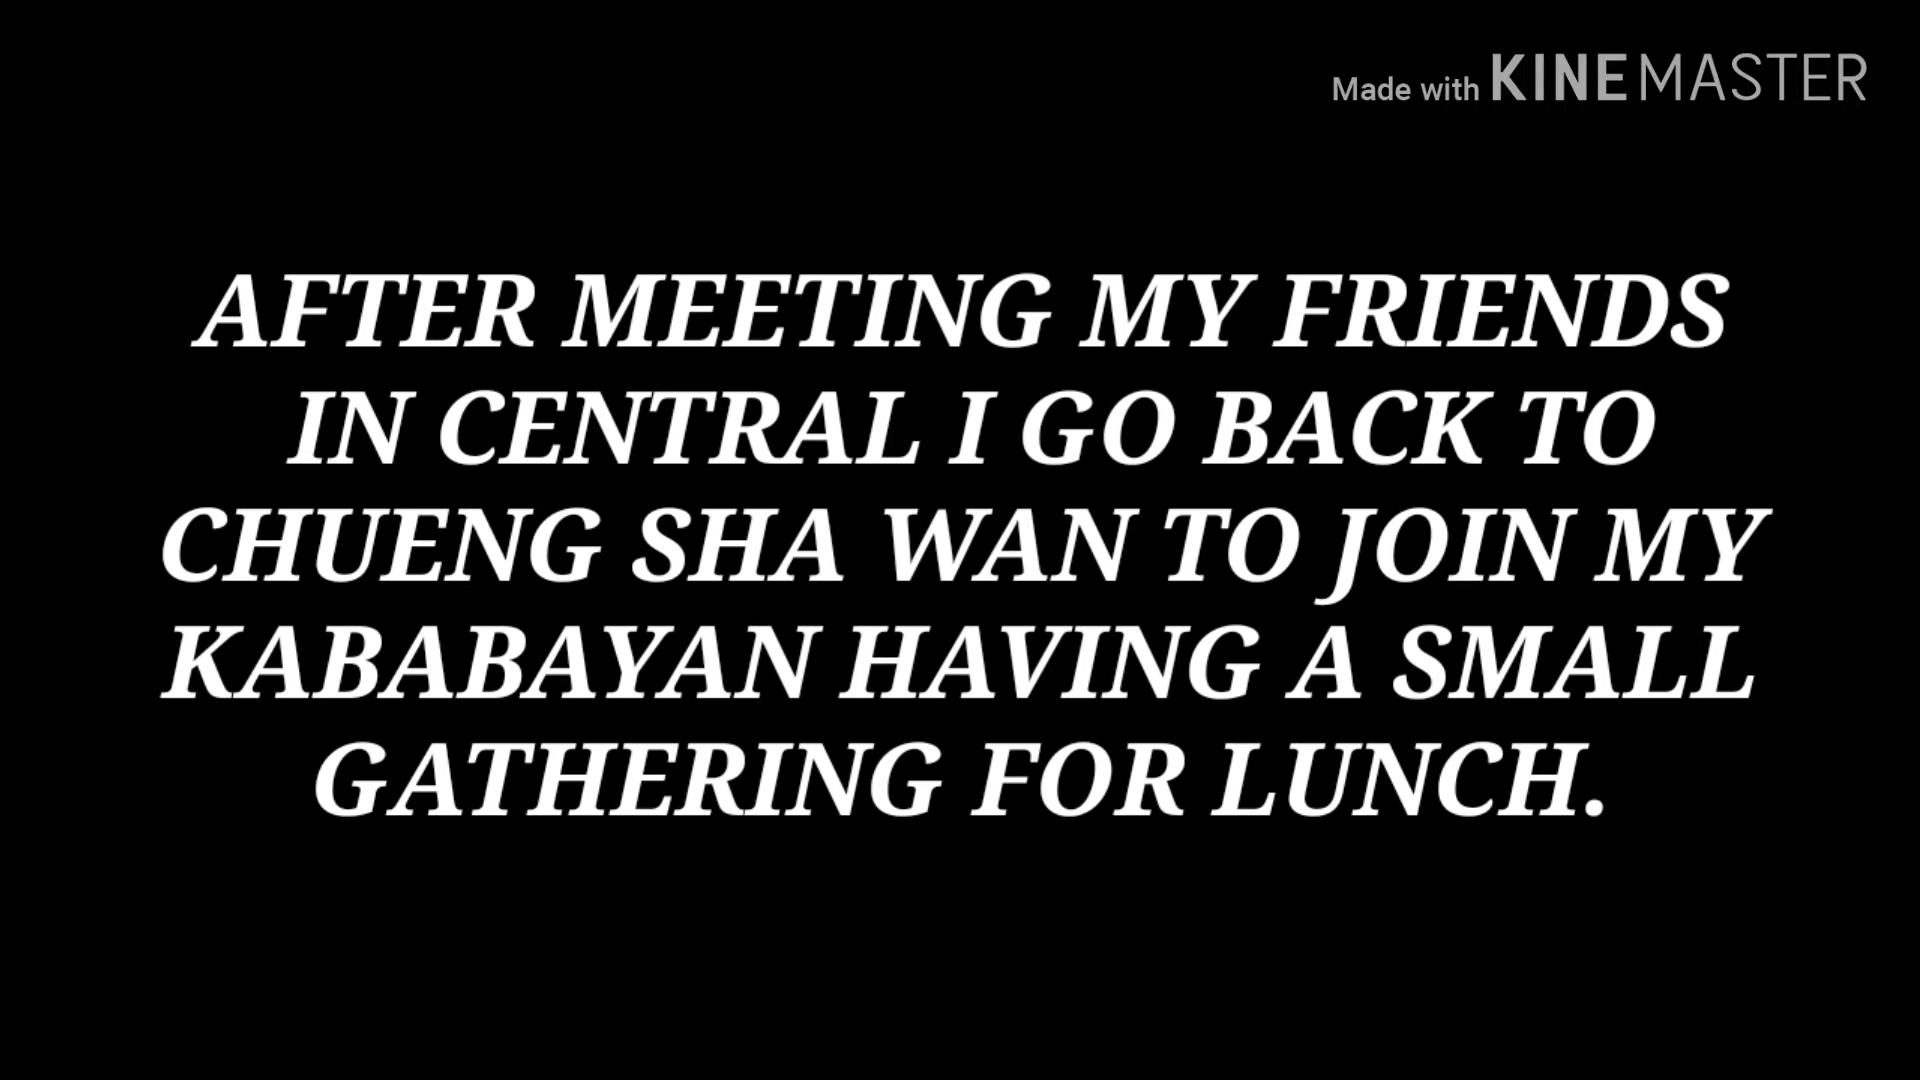 Made with KINEMASTER
AFTER MEETING MY FRIENDS
IN CENTRAL I GO BACK TO
CHUENG SHA WAN TO JOIN MY
KABABAYAN HAVING A SMALL
GATHERING FOR LUNCH.